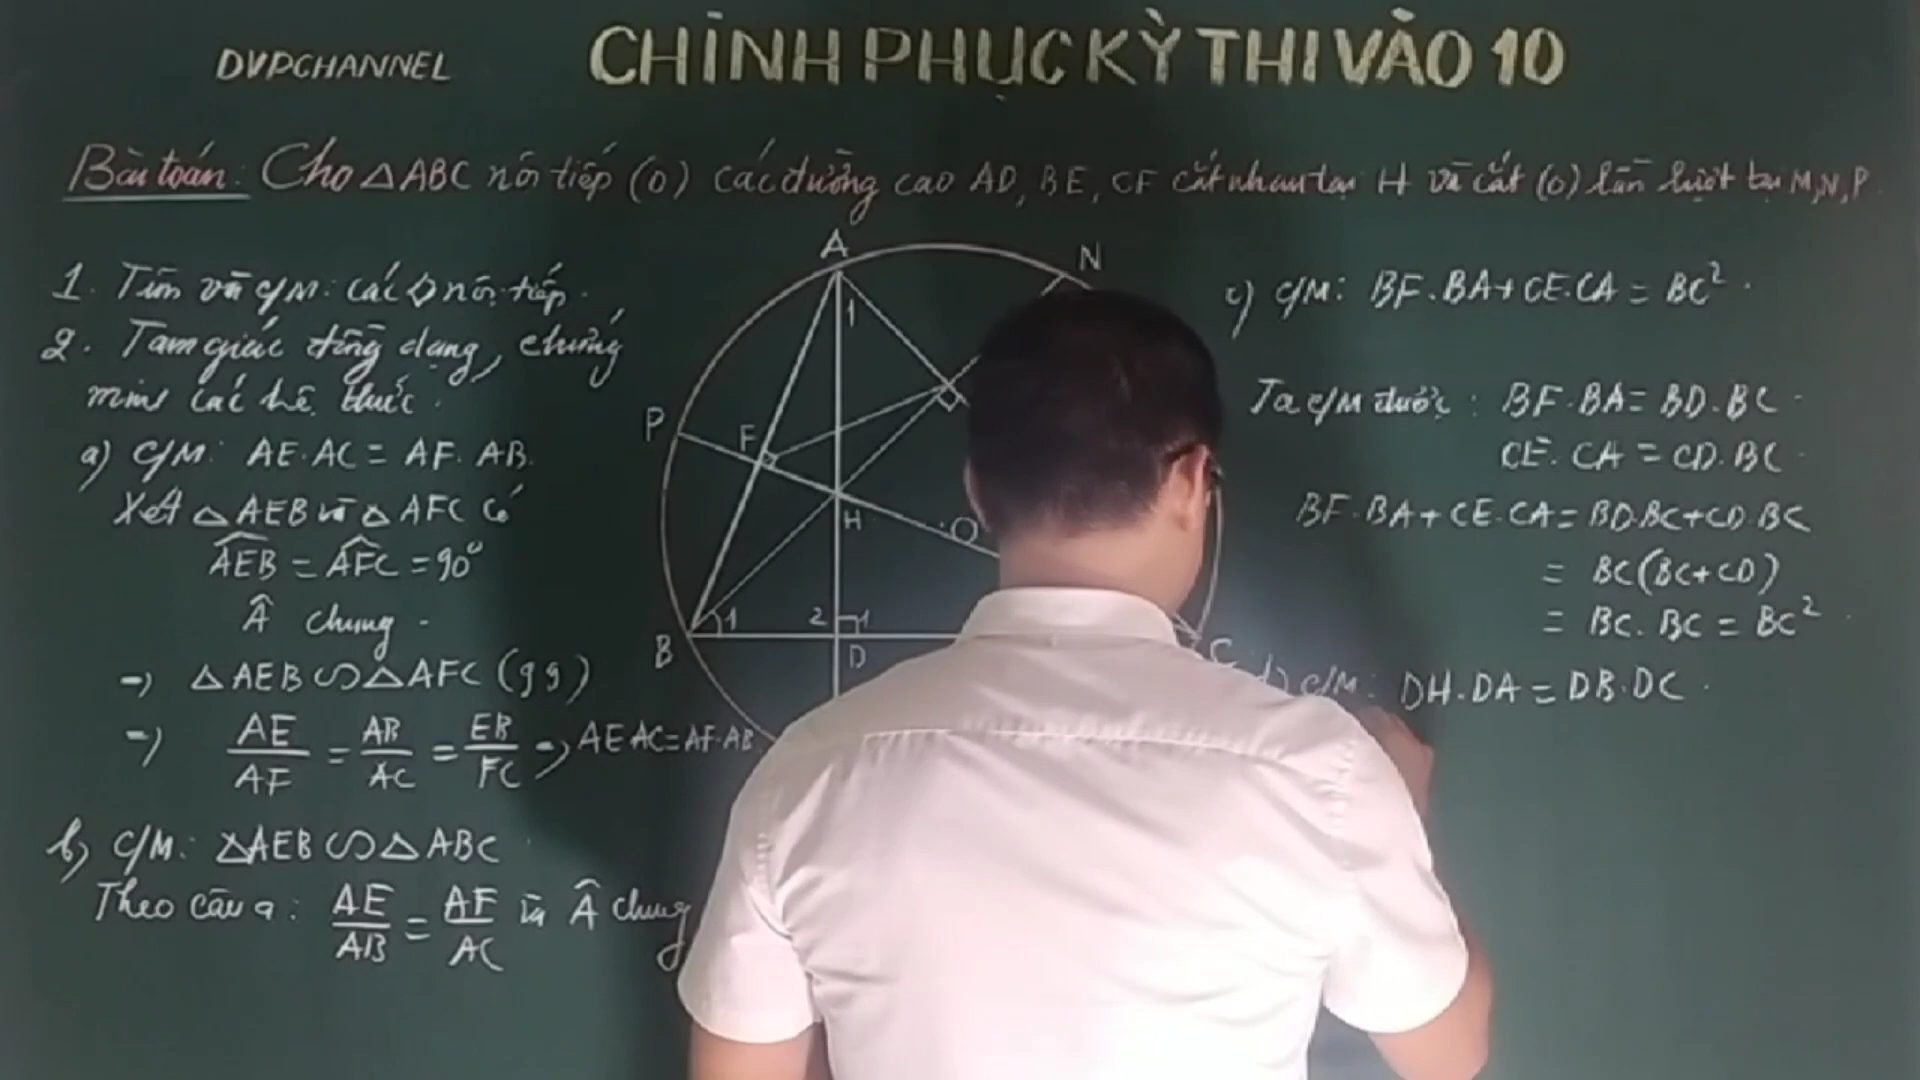 DVPCHANNEL
CHINH PHỤC KỲ THI VÀO 10
Bài toán: Cho △ABC nội tiếp (O) các đường cao AD, BE, CF cắt nhau tại H và cắt (O) lần lượt tại M,N,P.
1. Tìm và c/M: các ◇ nội tiếp.
2. Tam giác đồng dạng, chứng
minh các hệ thức.
a) C/M: AE.AC = AF.AB.
Xét △AEB và △AFC có
AEB = AFC = 90°
Â chung.
=) △AEB ∽ △AFC (gg)
=) AE/AF = AB/AC = EB/FC =) AE AC=AF.AB
b) C/M: △AEB ∽ △ABC
Theo câu a: AE/AB = AF/AC và Â chung
A
N
1
P
F
H
O
B
1
2
1
D
C
c) C/M: BF.BA+CE.CA = BC²
Ta c/M được: BF.BA= BD.BC
CE.CA = CD.BC
BF.BA+CE.CA=BD.BC+CD.BC
= BC(BC+CD)
= BC.BC = BC²
d) c/M: DH.DA = DB.DC